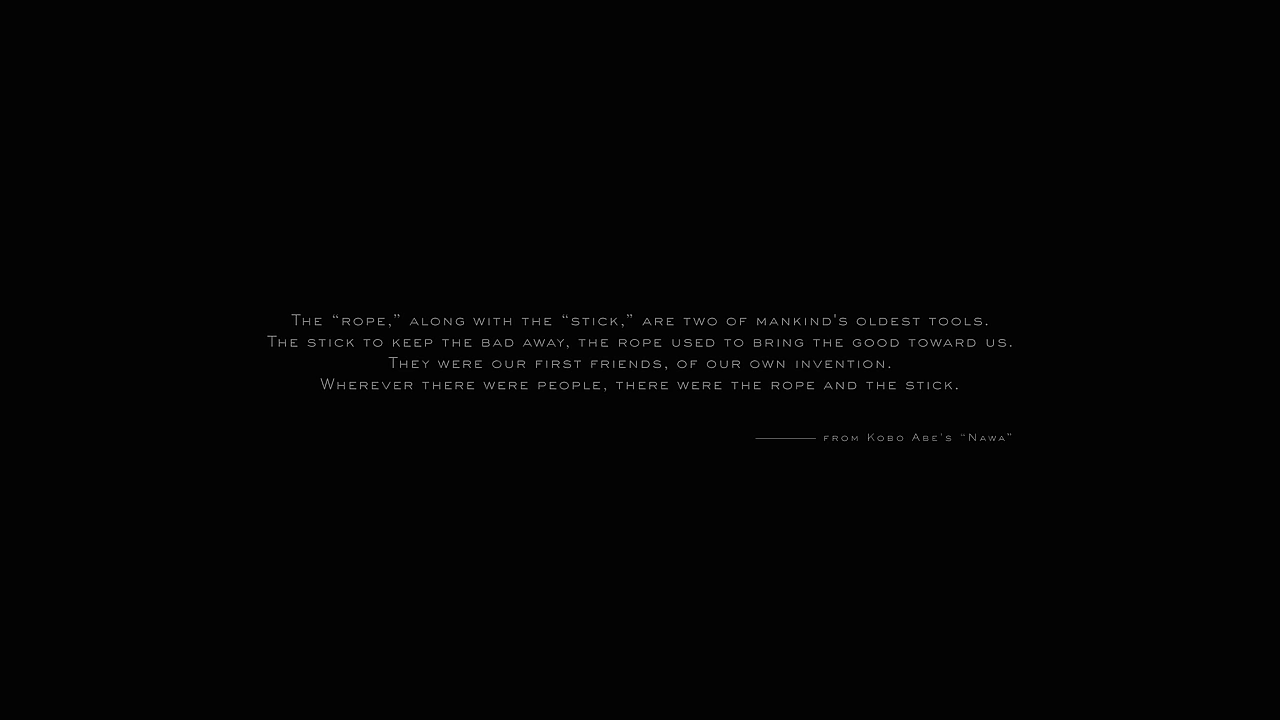 The “rope,” along with the “stick,” are two of mankind's oldest tools.
The stick to keep the bad away, the rope used to bring the good toward us.
They were our first friends, of our own invention.
Wherever there were people, there were the rope and the stick.
——— from Kobo Abe's “Nawa”